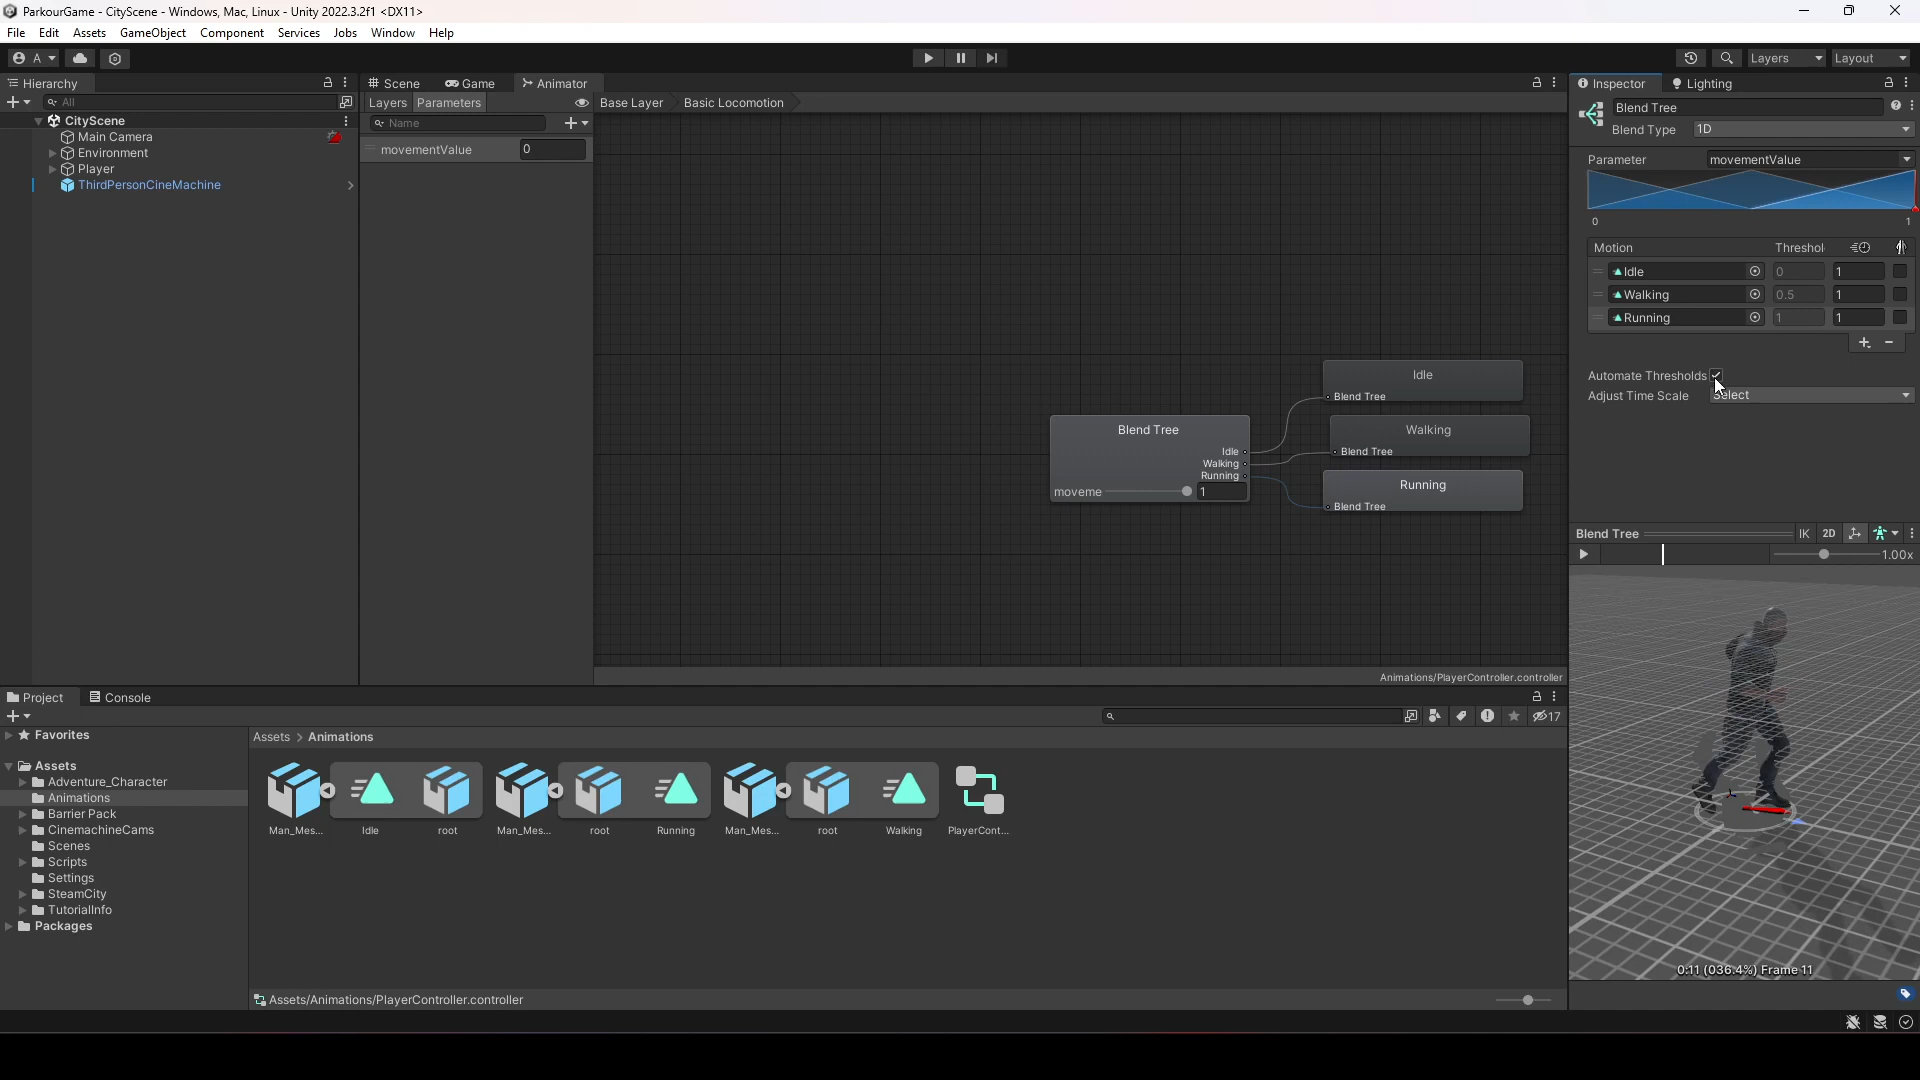 ParkourGame - CityScene - Windows, Mac, Linux - Unity 2022.3.2f1 <DX11>
File Edit Assets GameObject Component Services Jobs Window Help
A Layers Layout
Hierarchy
All
CityScene
Main Camera
Environment
Player
ThirdPersonCineMachine
Scene Game Animator
Layers Parameters
Name
movementValue 0
Base Layer Basic Locomotion
Idle
Blend Tree
Blend Tree
Idle
Walking
Running
moveme 1
Walking
Blend Tree
Running
Blend Tree
Animations/PlayerController.controller
Inspector Lighting
Blend Tree
Blend Type 1D
Parameter movementValue
0 1
Motion Threshol
Idle 0 1
Walking 0.5 1
Running 1 1
Automate Thresholds
Adjust Time Scale Select
Blend Tree IK 2D
1.00x
0:11 (036.4%) Frame 11
Project Console
17
Favorites
Assets
Adventure_Character
Animations
Barrier Pack
CinemachineCams
Scenes
Scripts
Settings
SteamCity
TutorialInfo
Packages
Assets > Animations
Man_Mes... Idle root Man_Mes... root Running Man_Mes... root Walking PlayerCont...
Assets/Animations/PlayerController.controller